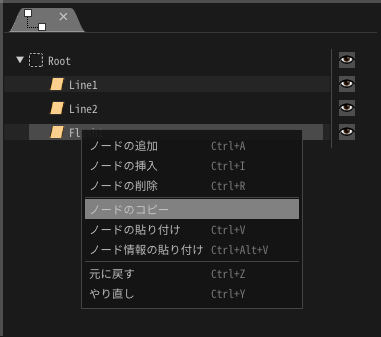 Root
Line1
Line2
ノードの追加 Ctrl+A
ノードの挿入 Ctrl+I
ノードの削除 Ctrl+R
ノードのコピー
ノードの貼り付け Ctrl+V
ノード情報の貼り付け Ctrl+Alt+V
元に戻す Ctrl+Z
やり直し Ctrl+Y